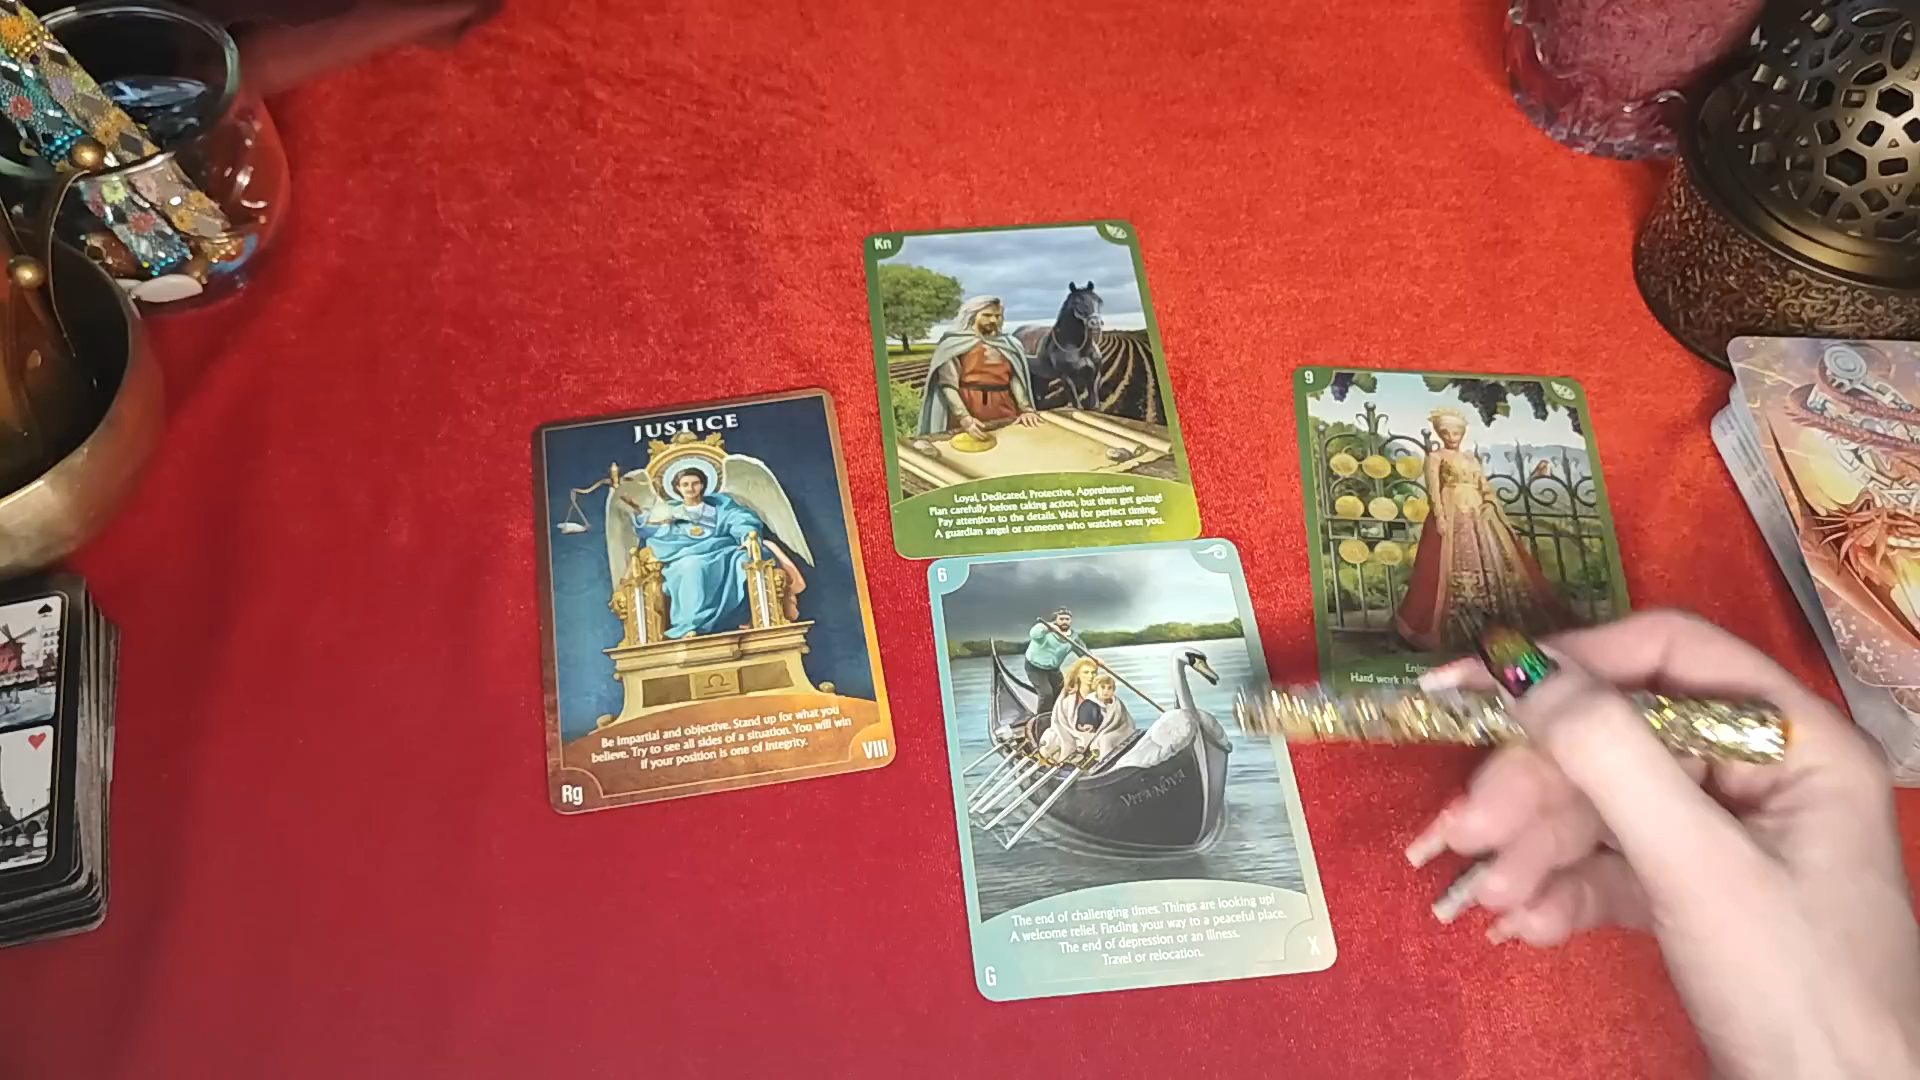 JUSTICE
Be impartial and objective. Stand up for what you
believe. Try to see all sides of a situation. You will win
if your position is one of integrity.
VIII
Rg
Kn
Loyal, Dedicated, Protective, Apprehensive
Plan carefully before taking action, but then get going!
Pay attention to the details. Wait for perfect timing.
A guardian angel or someone who watches over you.
6
VITA NOVA
The end of challenging times. Things are looking up!
A welcome relief. Finding your way to a peaceful place.
The end of depression or an illness.
Travel or relocation.
G
X
9
Hard work